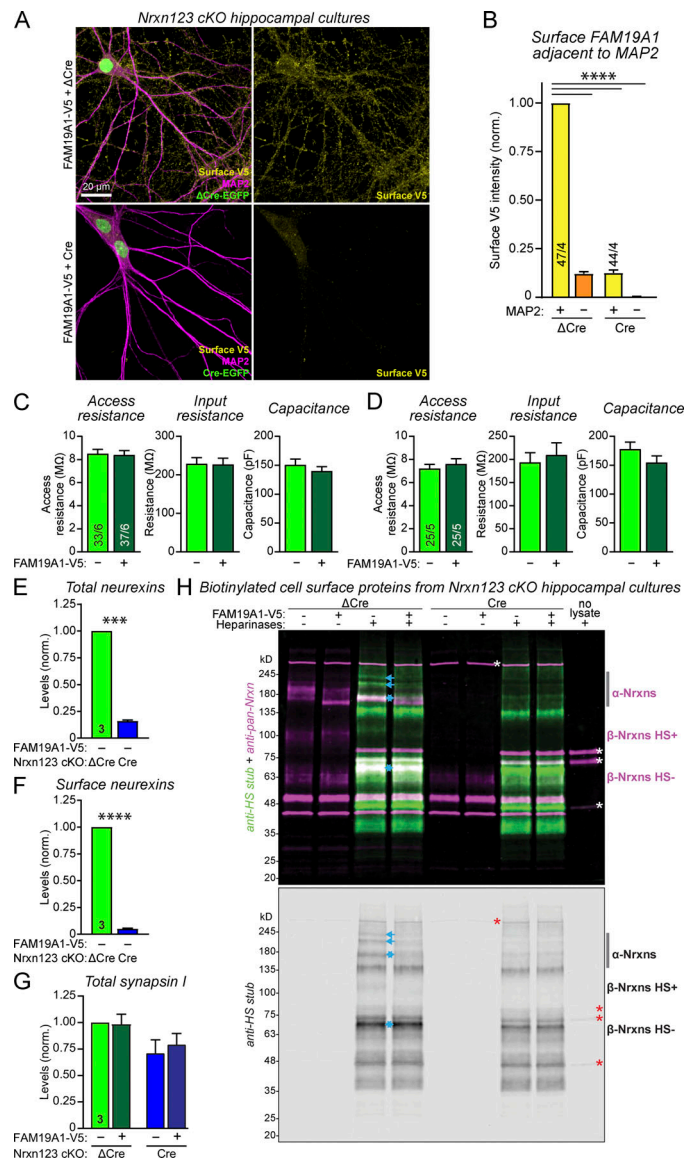 A
Nrxn123 cKO hippocampal cultures
FAM19A1-V5 + ΔCre
20 μm
Surface V5
MAP2
ΔCre-EGFP
Surface V5
FAM19A1-V5 + Cre
Surface V5
MAP2
Cre-EGFP
Surface V5
B
Surface FAM19A1
adjacent to MAP2
****
Surface V5 intensity (norm.)
1.00
0.75
0.50
0.25
0
47/4
44/4
MAP2: + − + −
ΔCre Cre
C
Access
resistance
Input
resistance
Capacitance
Access
resistance (MΩ)
10
8
6
4
2
0
33/6
37/6
Resistance (MΩ)
300
200
100
0
Capacitance (pF)
200
150
100
50
0
FAM19A1-V5: − + − + − +
D
Access
resistance
Input
resistance
Capacitance
Access
resistance (MΩ)
10
8
6
4
2
0
25/5
25/5
Resistance (MΩ)
250
200
150
100
50
0
Capacitance (pF)
200
150
100
50
0
FAM19A1-V5: − + − + − +
E
Total neurexins
Levels (norm.)
1.25
1.00
0.75
0.50
0.25
0
***
3
FAM19A1-V5: − −
Nrxn123 cKO: ΔCre Cre
F
Surface neurexins
Levels (norm.)
1.25
1.00
0.75
0.50
0.25
0
****
3
FAM19A1-V5: − −
Nrxn123 cKO: ΔCre Cre
G
Total synapsin I
Levels (norm.)
1.25
1.00
0.75
0.50
0.25
0
3
FAM19A1-V5: − + − +
Nrxn123 cKO: ΔCre Cre
H
Biotinylated cell surface proteins from Nrxn123 cKO hippocampal cultures
ΔCre Cre no
lysate
FAM19A1-V5: − + − + − + − +
Heparinases: − − + + − − + + +
kD
245
180
135
100
75
63
48
35
25
20
anti-HS stub + anti-pan-Nrxn
*
*
*
*
α-Nrxns
β-Nrxns HS+
β-Nrxns HS-
kD
245
180
135
100
75
63
48
35
25
20
anti-HS stub
*
*
*
*
α-Nrxns
β-Nrxns HS+
β-Nrxns HS-